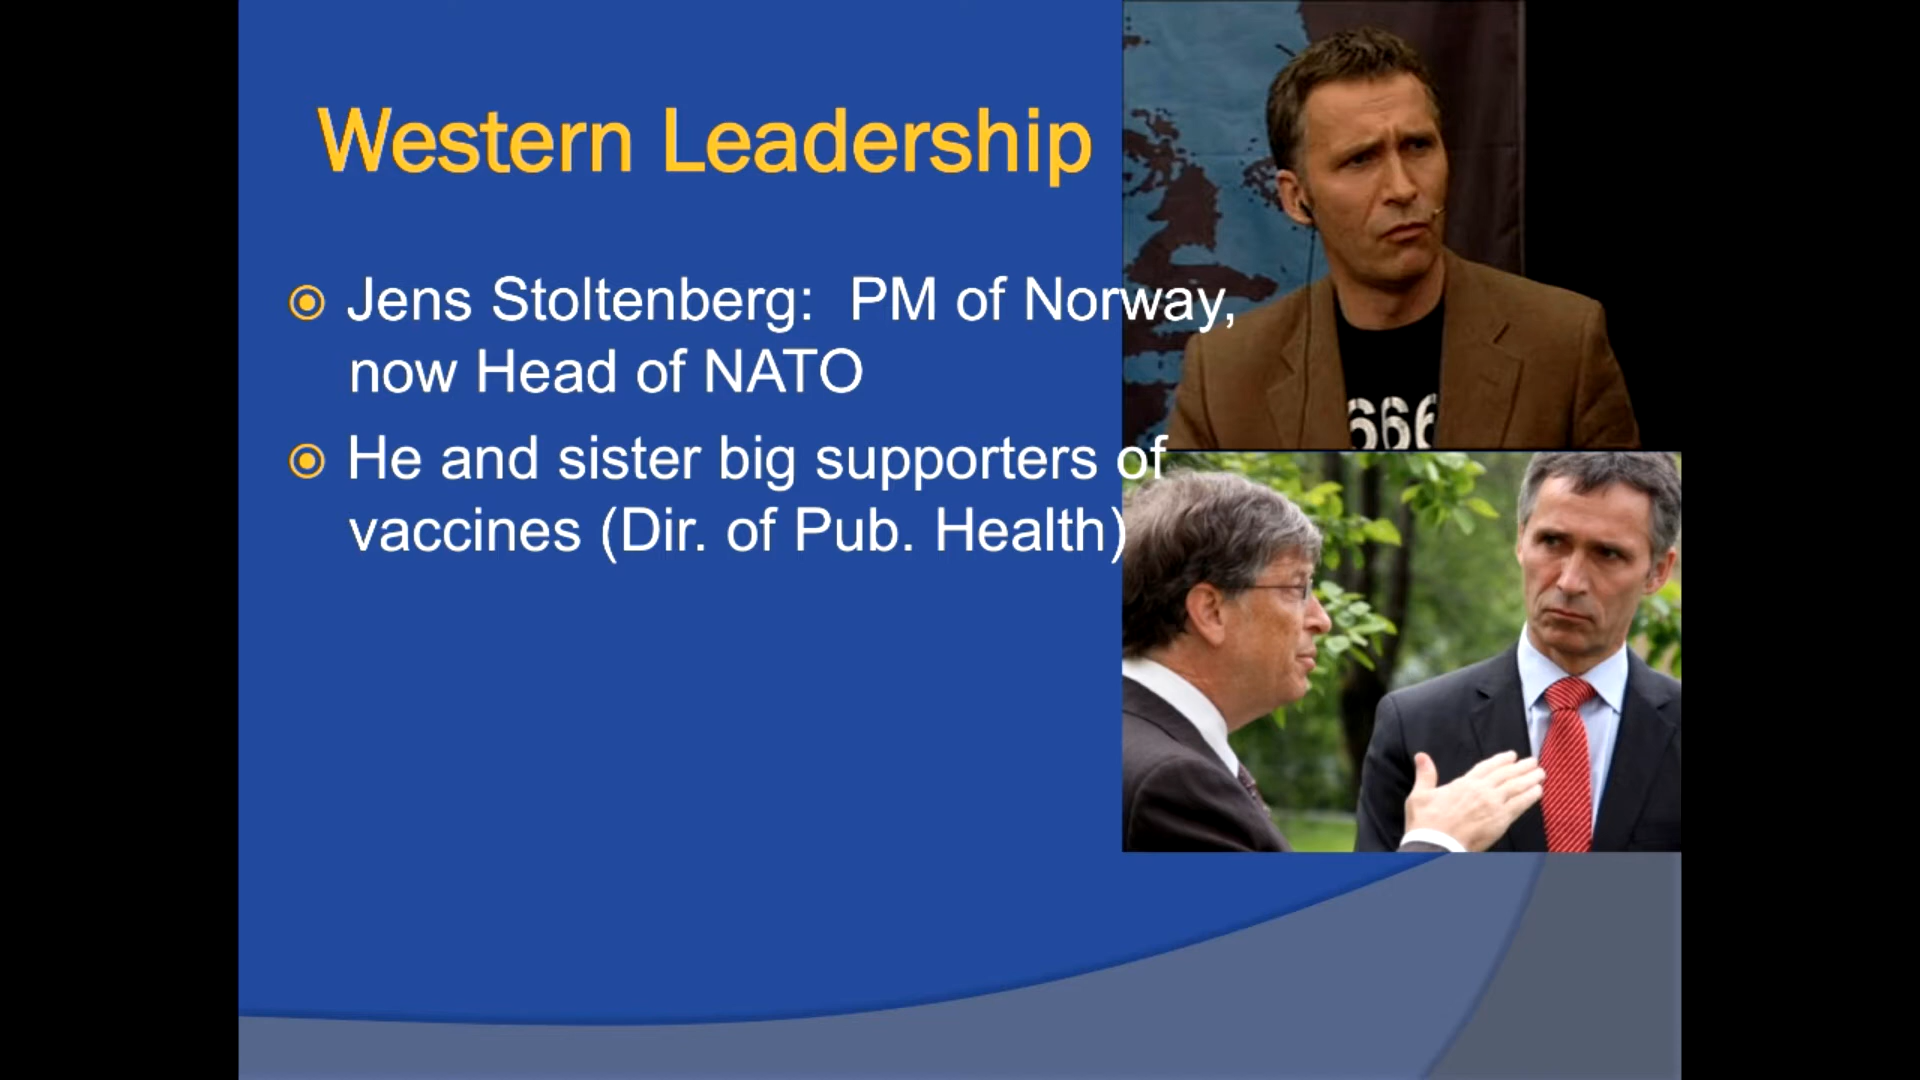 Western Leadership
Jens Stoltenberg: PM of Norway,
now Head of NATO
He and sister big supporters of
vaccines (Dir. of Pub. Health)
666